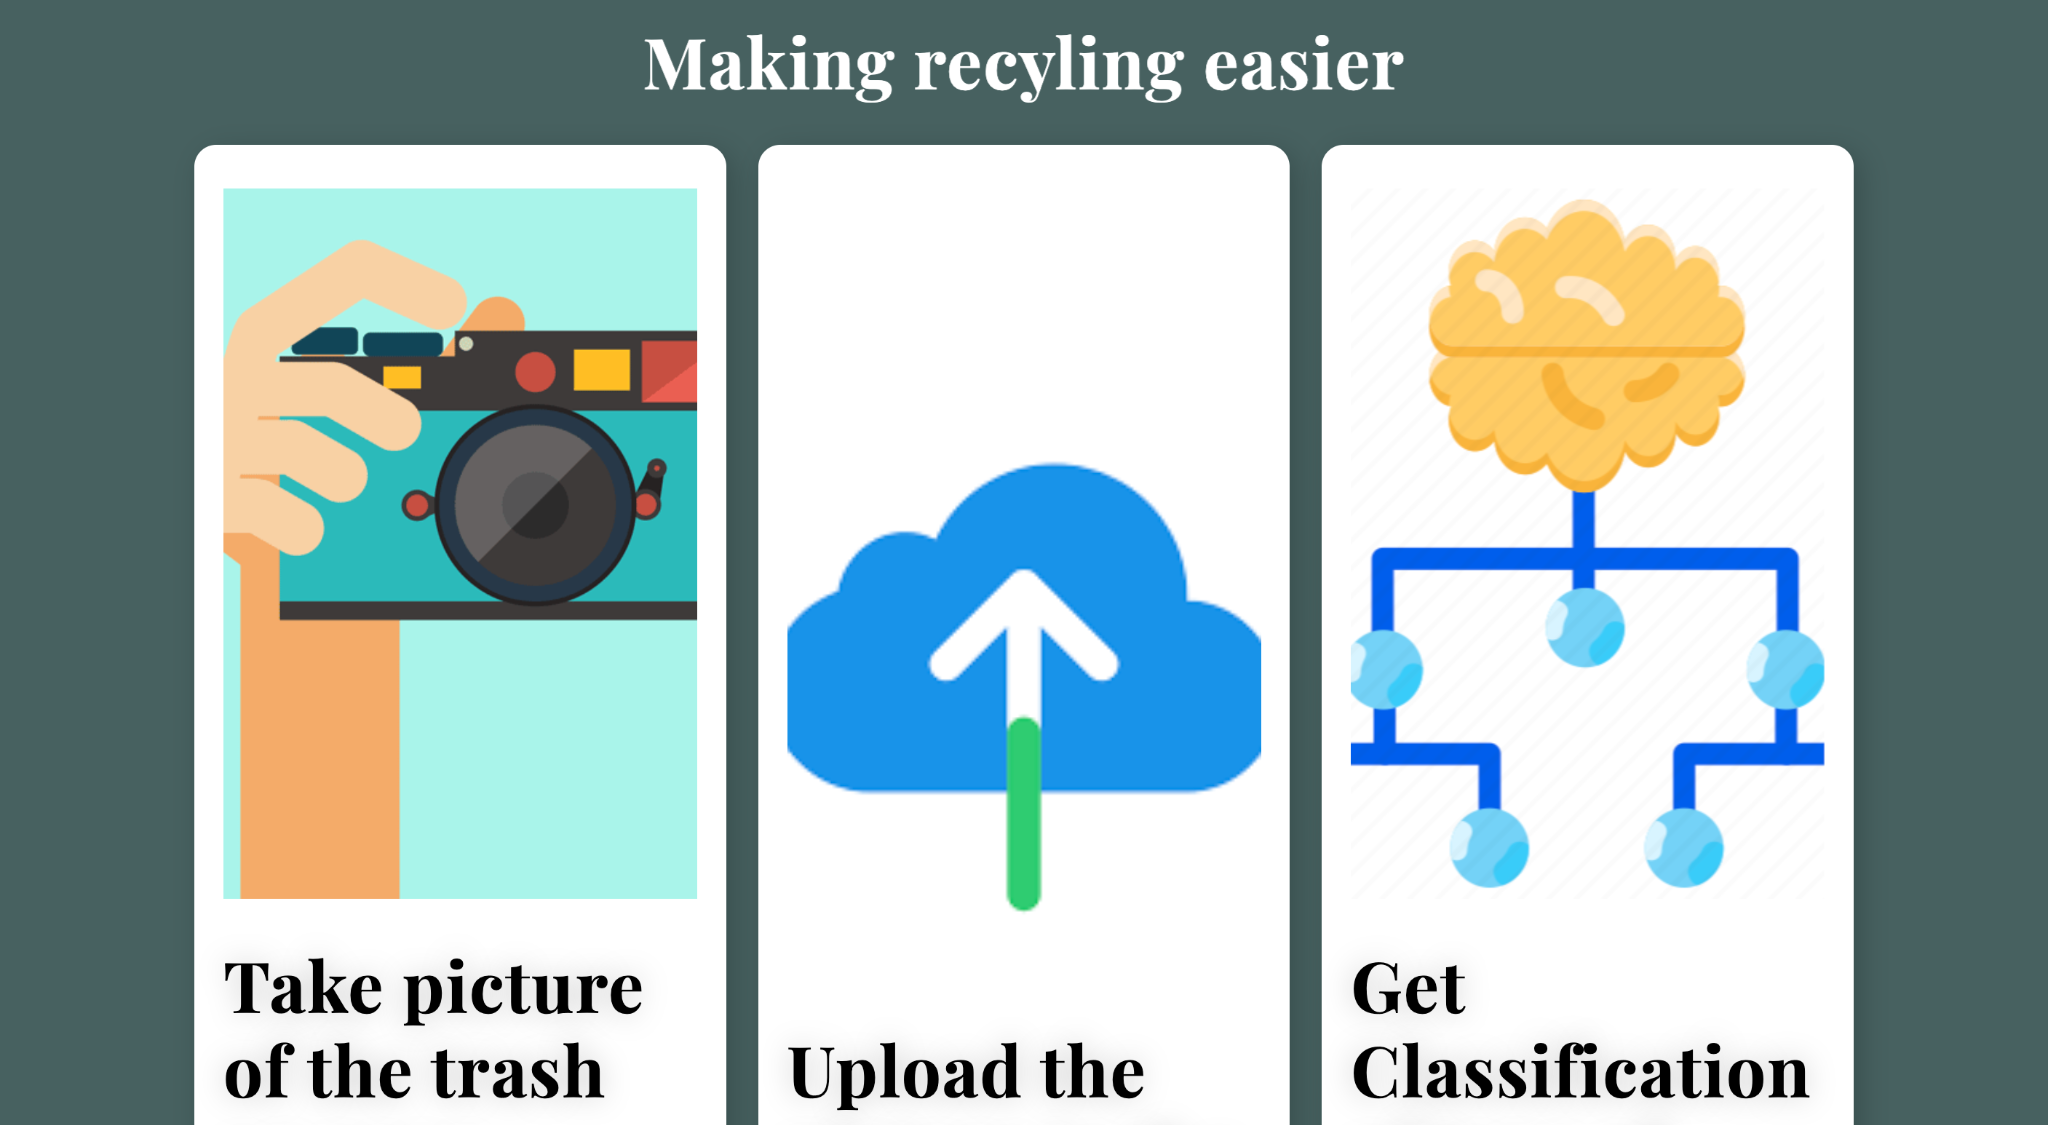 Making recyling easier
Take picture
of the trash
Upload the
Get
Classification